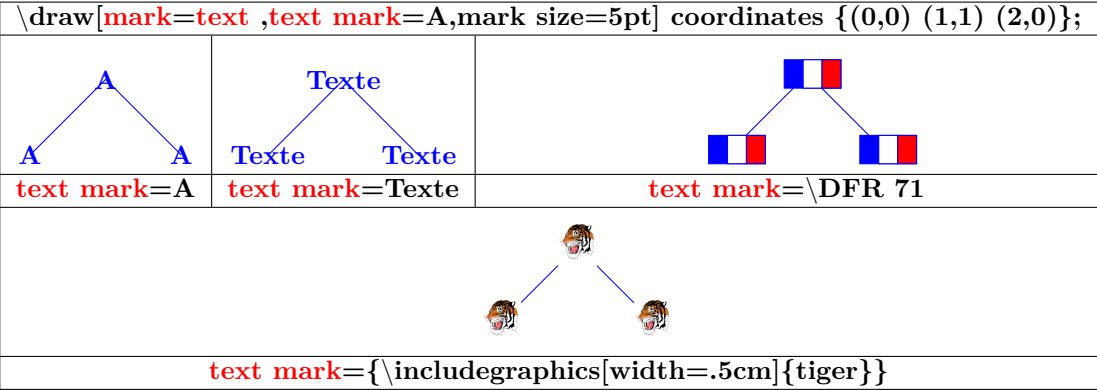 \draw[mark=text ,text mark=A,mark size=5pt] coordinates {(0,0) (1,1) (2,0)};
A
A A
Texte
Texte Texte
text mark=A
text mark=Texte
text mark=\DFR 71
text mark={\includegraphics[width=.5cm]{tiger}}